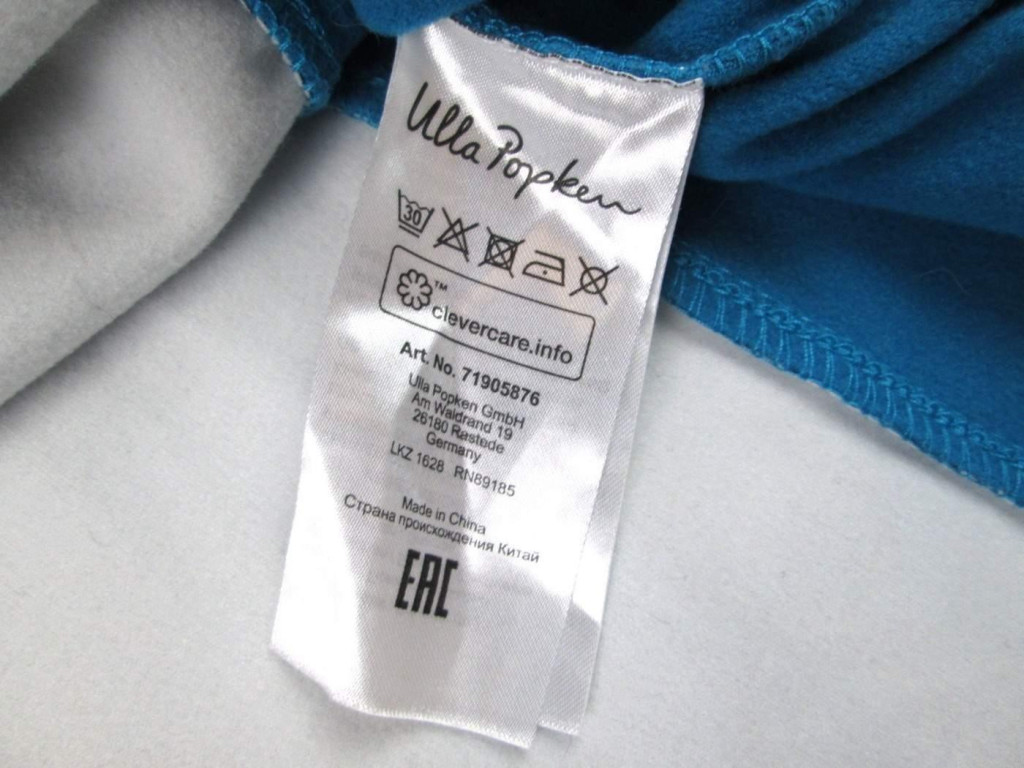 Ulla Popken
30
™
clevercare.info
Art. No. 71905876
Ulla Popken GmbH
Am Waldrand 19
26180 Rastede
Germany
LKZ 1628 RN89185
Made in China
Страна происхождения Китай
EAC